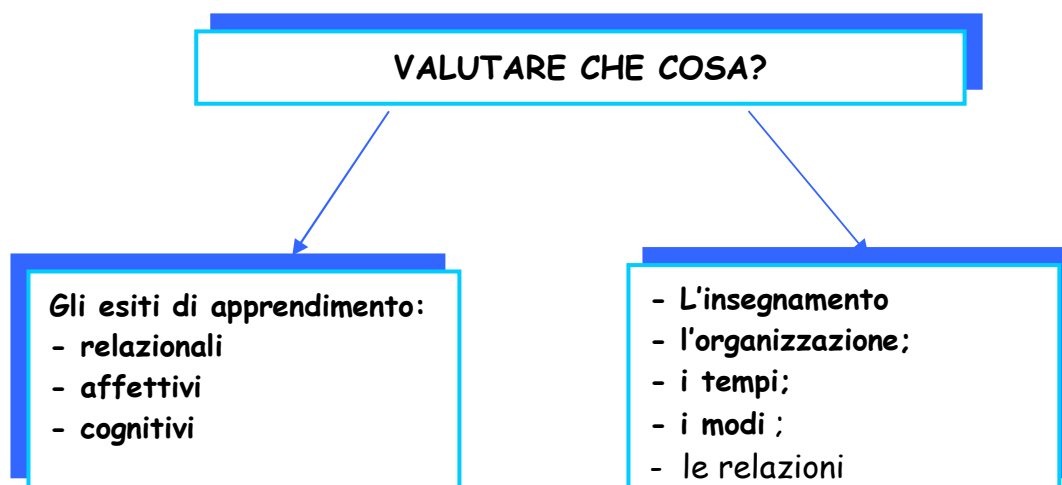 VALUTARE CHE COSA?
Gli esiti di apprendimento:
- relazionali
- affettivi
- cognitivi
- L'insegnamento
- l'organizzazione;
- i tempi;
- i modi ;
- le relazioni